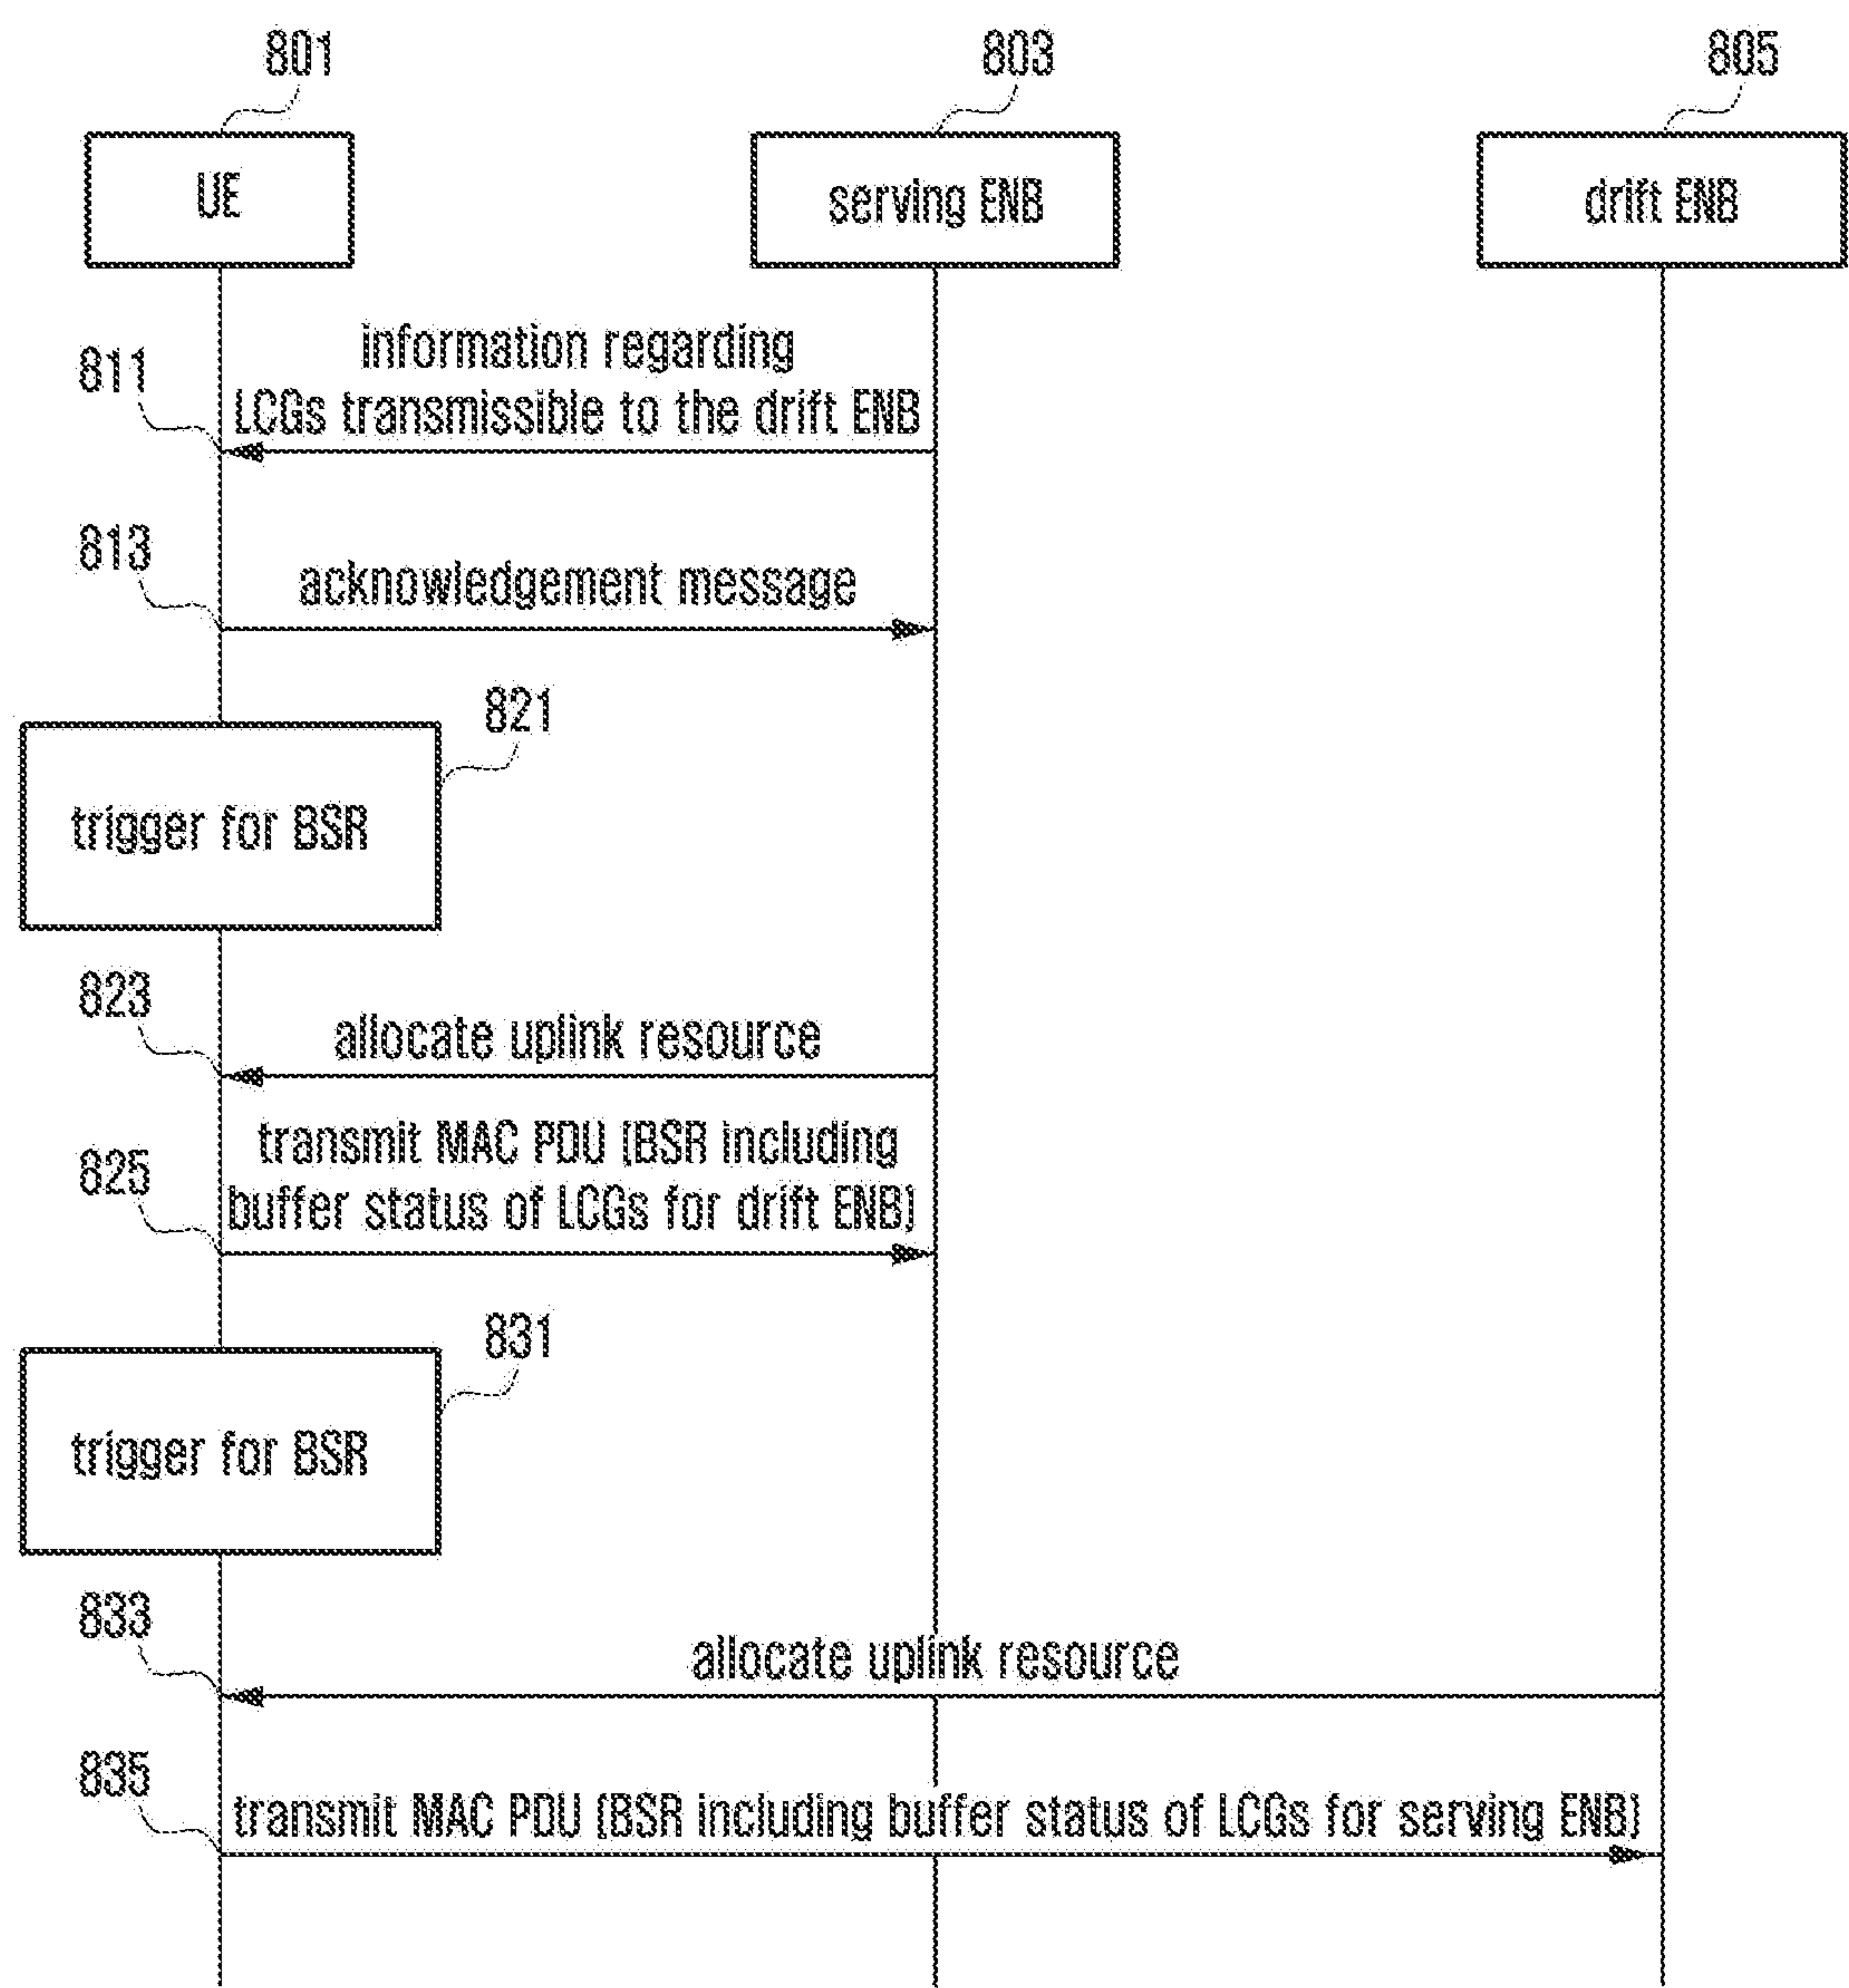 801
803
805
UE
serving ENB
drift ENB
information regarding
811
LCGs transmissible to the drift ENB
813
acknowledgement message
821
trigger for BSR
823
allocate uplink resource
transmit MAC PDU (BSR including
825
buffer status of LCGs for drift ENB)
831
trigger for BSR
833
allocate uplink resource
835
transmit MAC PDU (BSR including buffer status of LCGs for serving ENB)